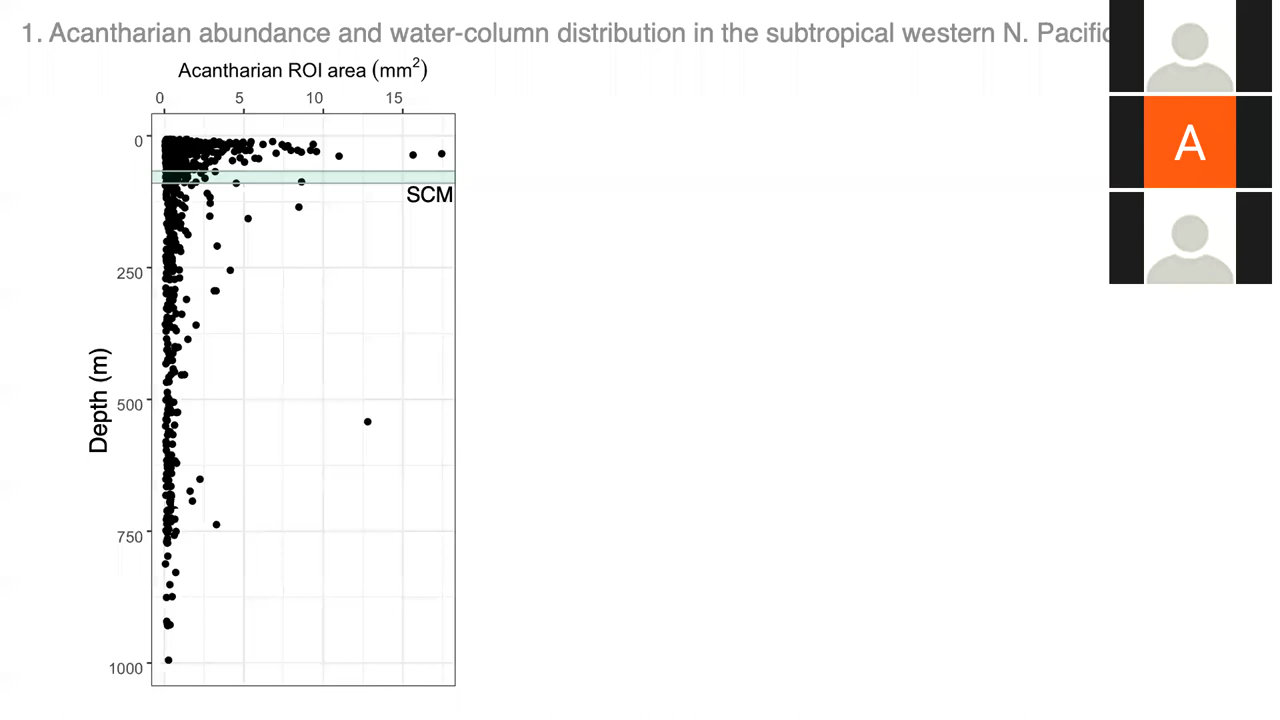 1. Acantharian abundance and water-column distribution in the subtropical western N. Pacific
Acantharian ROI area (mm²)
0 5 10 15
0
SCM
250
Depth (m)
500
750
1000
A